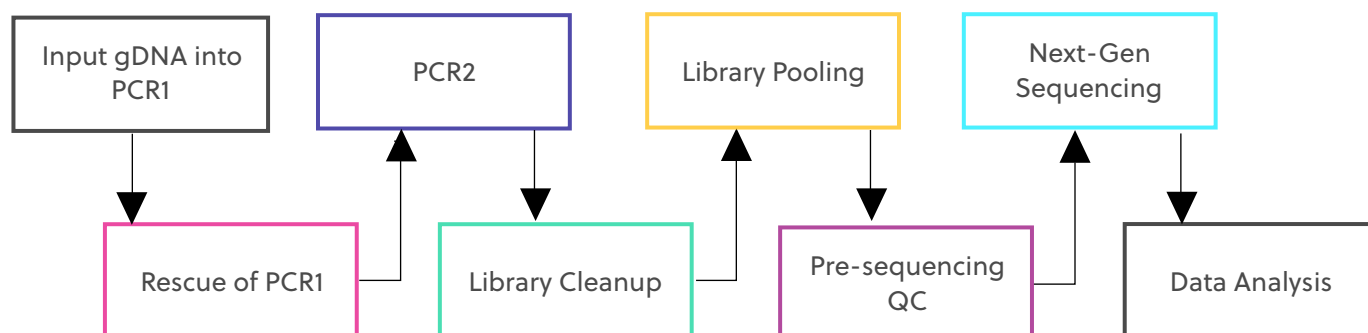 Input gDNA into
PCR1
Rescue of PCR1
PCR2
Library Cleanup
Library Pooling
Pre-sequencing
QC
Next-Gen
Sequencing
Data Analysis